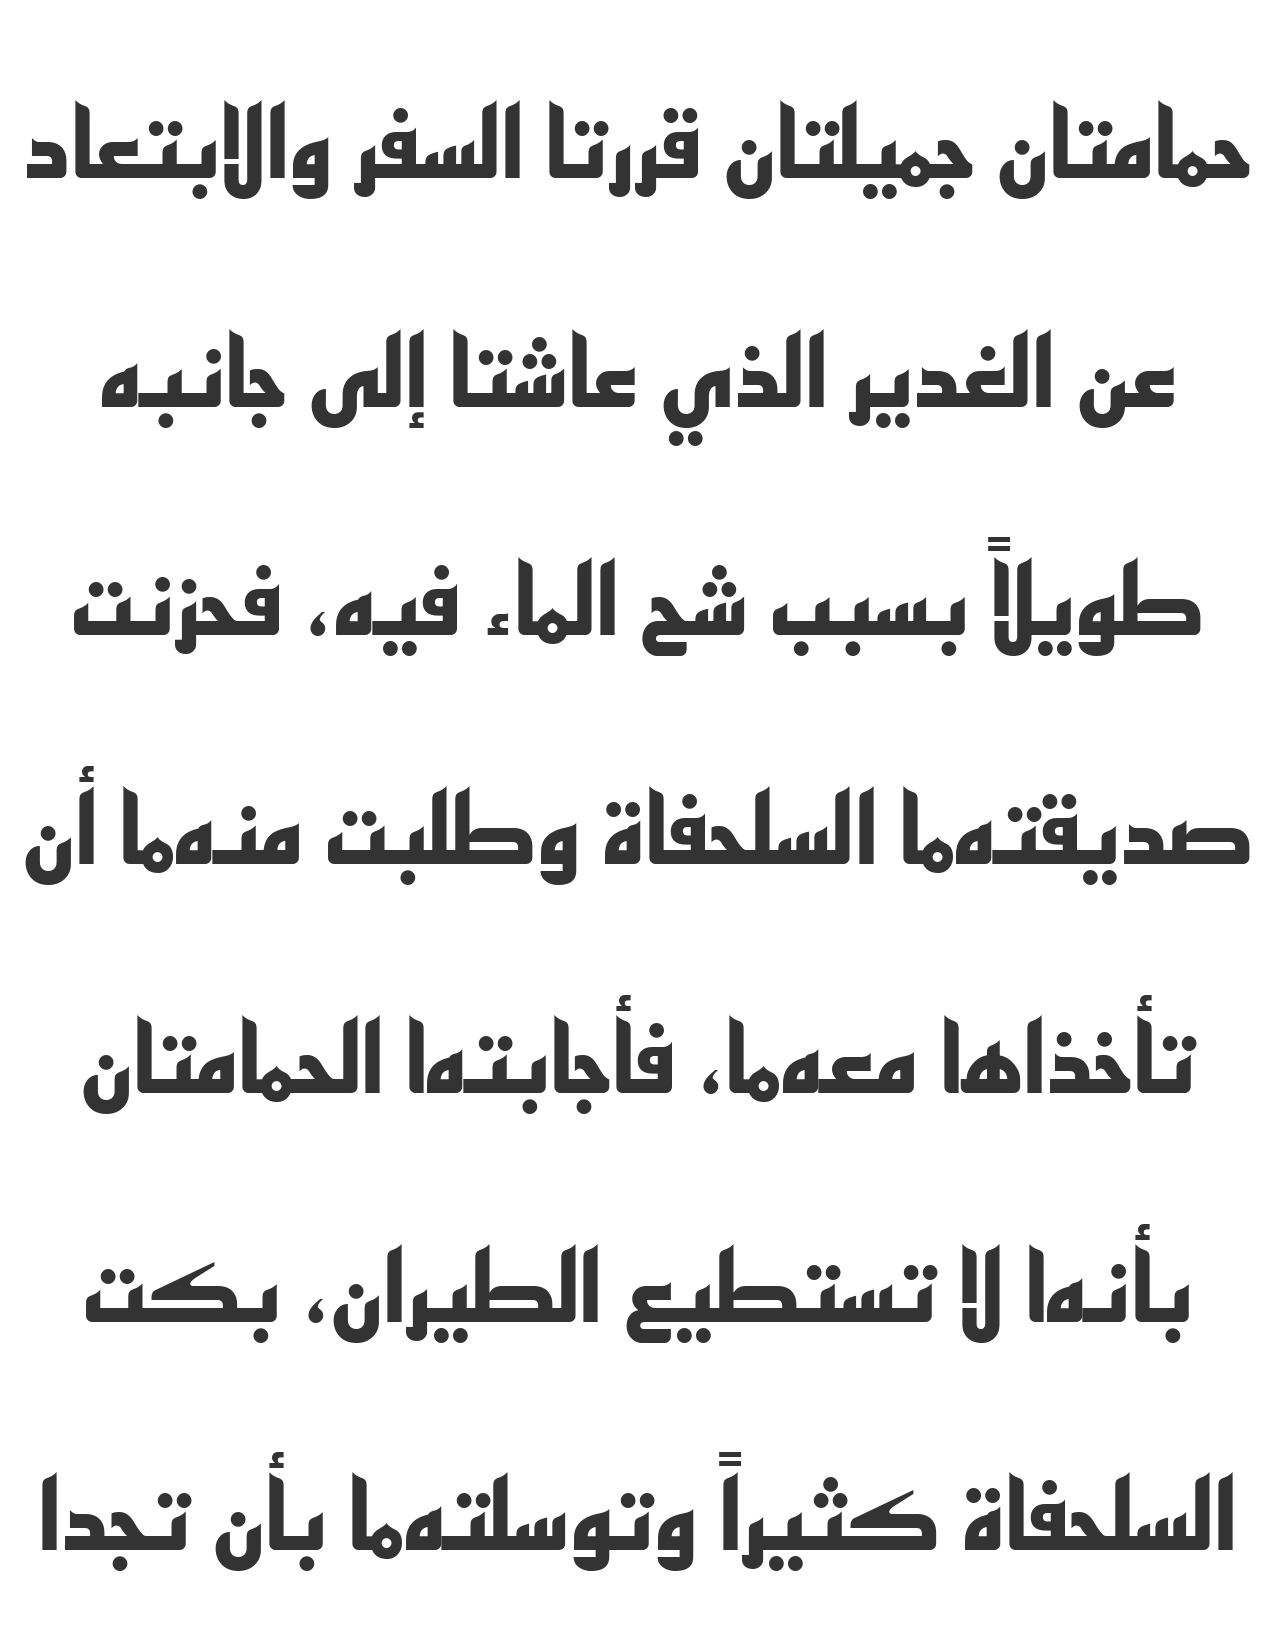 حمامتان جميلتان قررتا السفر والابتعاد
عن الغدير الذي عاشتا إلى جانبه
طويلاً بسبب شح الماء فيه، فحزنت
صديقتهما السلحفاة وطلبت منهما أن
تأخذاها معهما، فأجابتها الحمامتان
بأنها لا تستطيع الطيران، بكت
السلحفاة كثيراً وتوسلتهما بأن تجدا